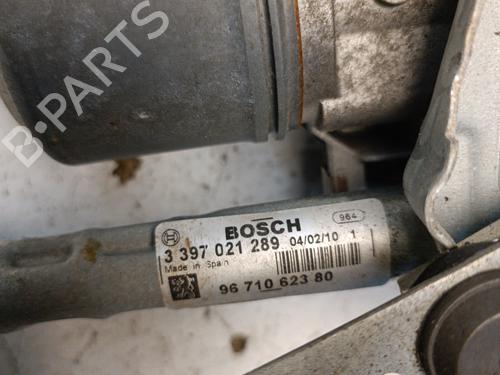 B-PARTS
BOSCH
964
3 397 021 289 04/02/10 1
Made in Spain
96 710 623 80